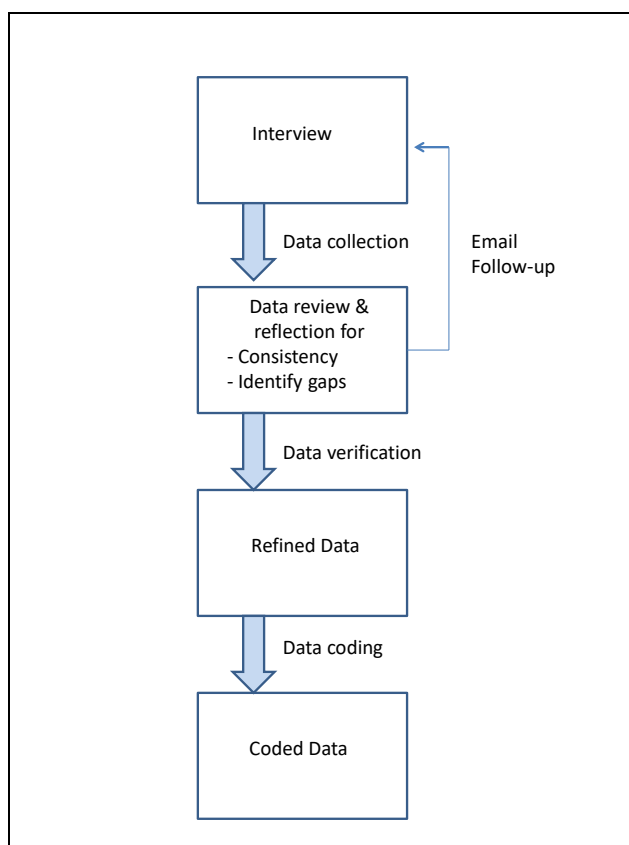 Interview
Data collection
Email
Follow-up
Data review &
reflection for
- Consistency
- Identify gaps
Data verification
Refined Data
Data coding
Coded Data